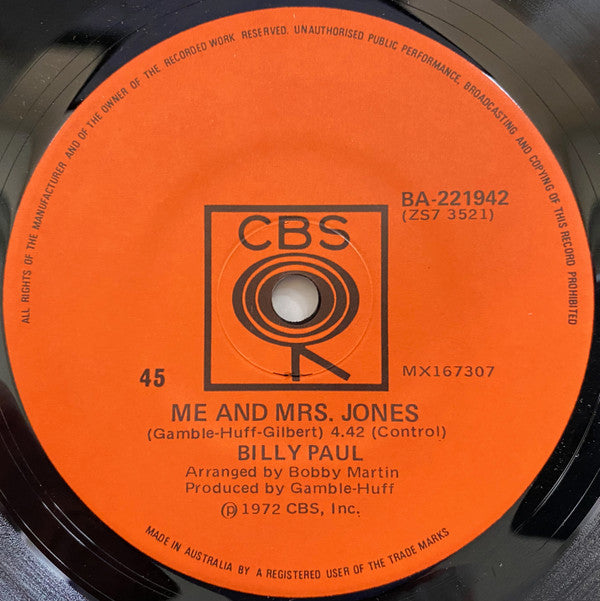 ALL RIGHTS OF THE MANUFACTURER AND OF THE OWNER OF THE RECORDED WORK RESERVED. UNAUTHORISED PUBLIC PERFORMANCE, BROADCASTING AND COPYING OF THIS RECORD PROHIBITED
BA-221942
(ZS7 3521)
CBS
45
MX167307
ME AND MRS. JONES
(Gamble-Huff-Gilbert) 4.42 (Control)
BILLY PAUL
Arranged by Bobby Martin
Produced by Gamble-Huff
℗ 1972 CBS, Inc.
MADE IN AUSTRALIA BY A REGISTERED USER OF THE TRADE MARKS